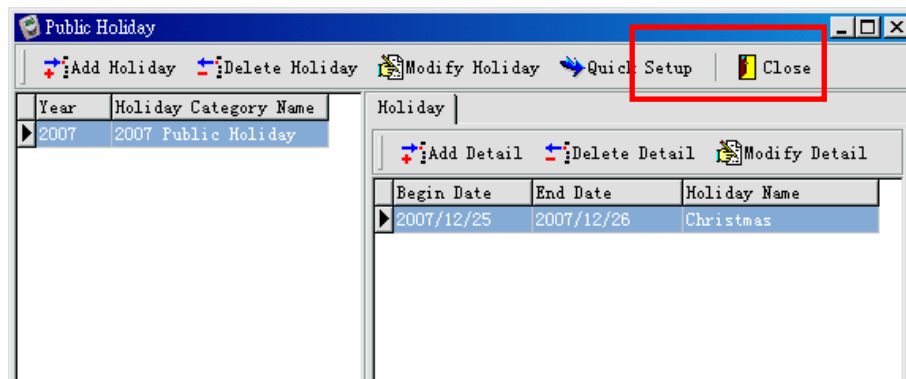 Public Holiday
Add Holiday Delete Holiday Modify Holiday Quick Setup Close
Year Holiday Category Name
2007 2007 Public Holiday
Holiday
Add Detail Delete Detail Modify Detail
Begin Date End Date Holiday Name
2007/12/25 2007/12/26 Christmas